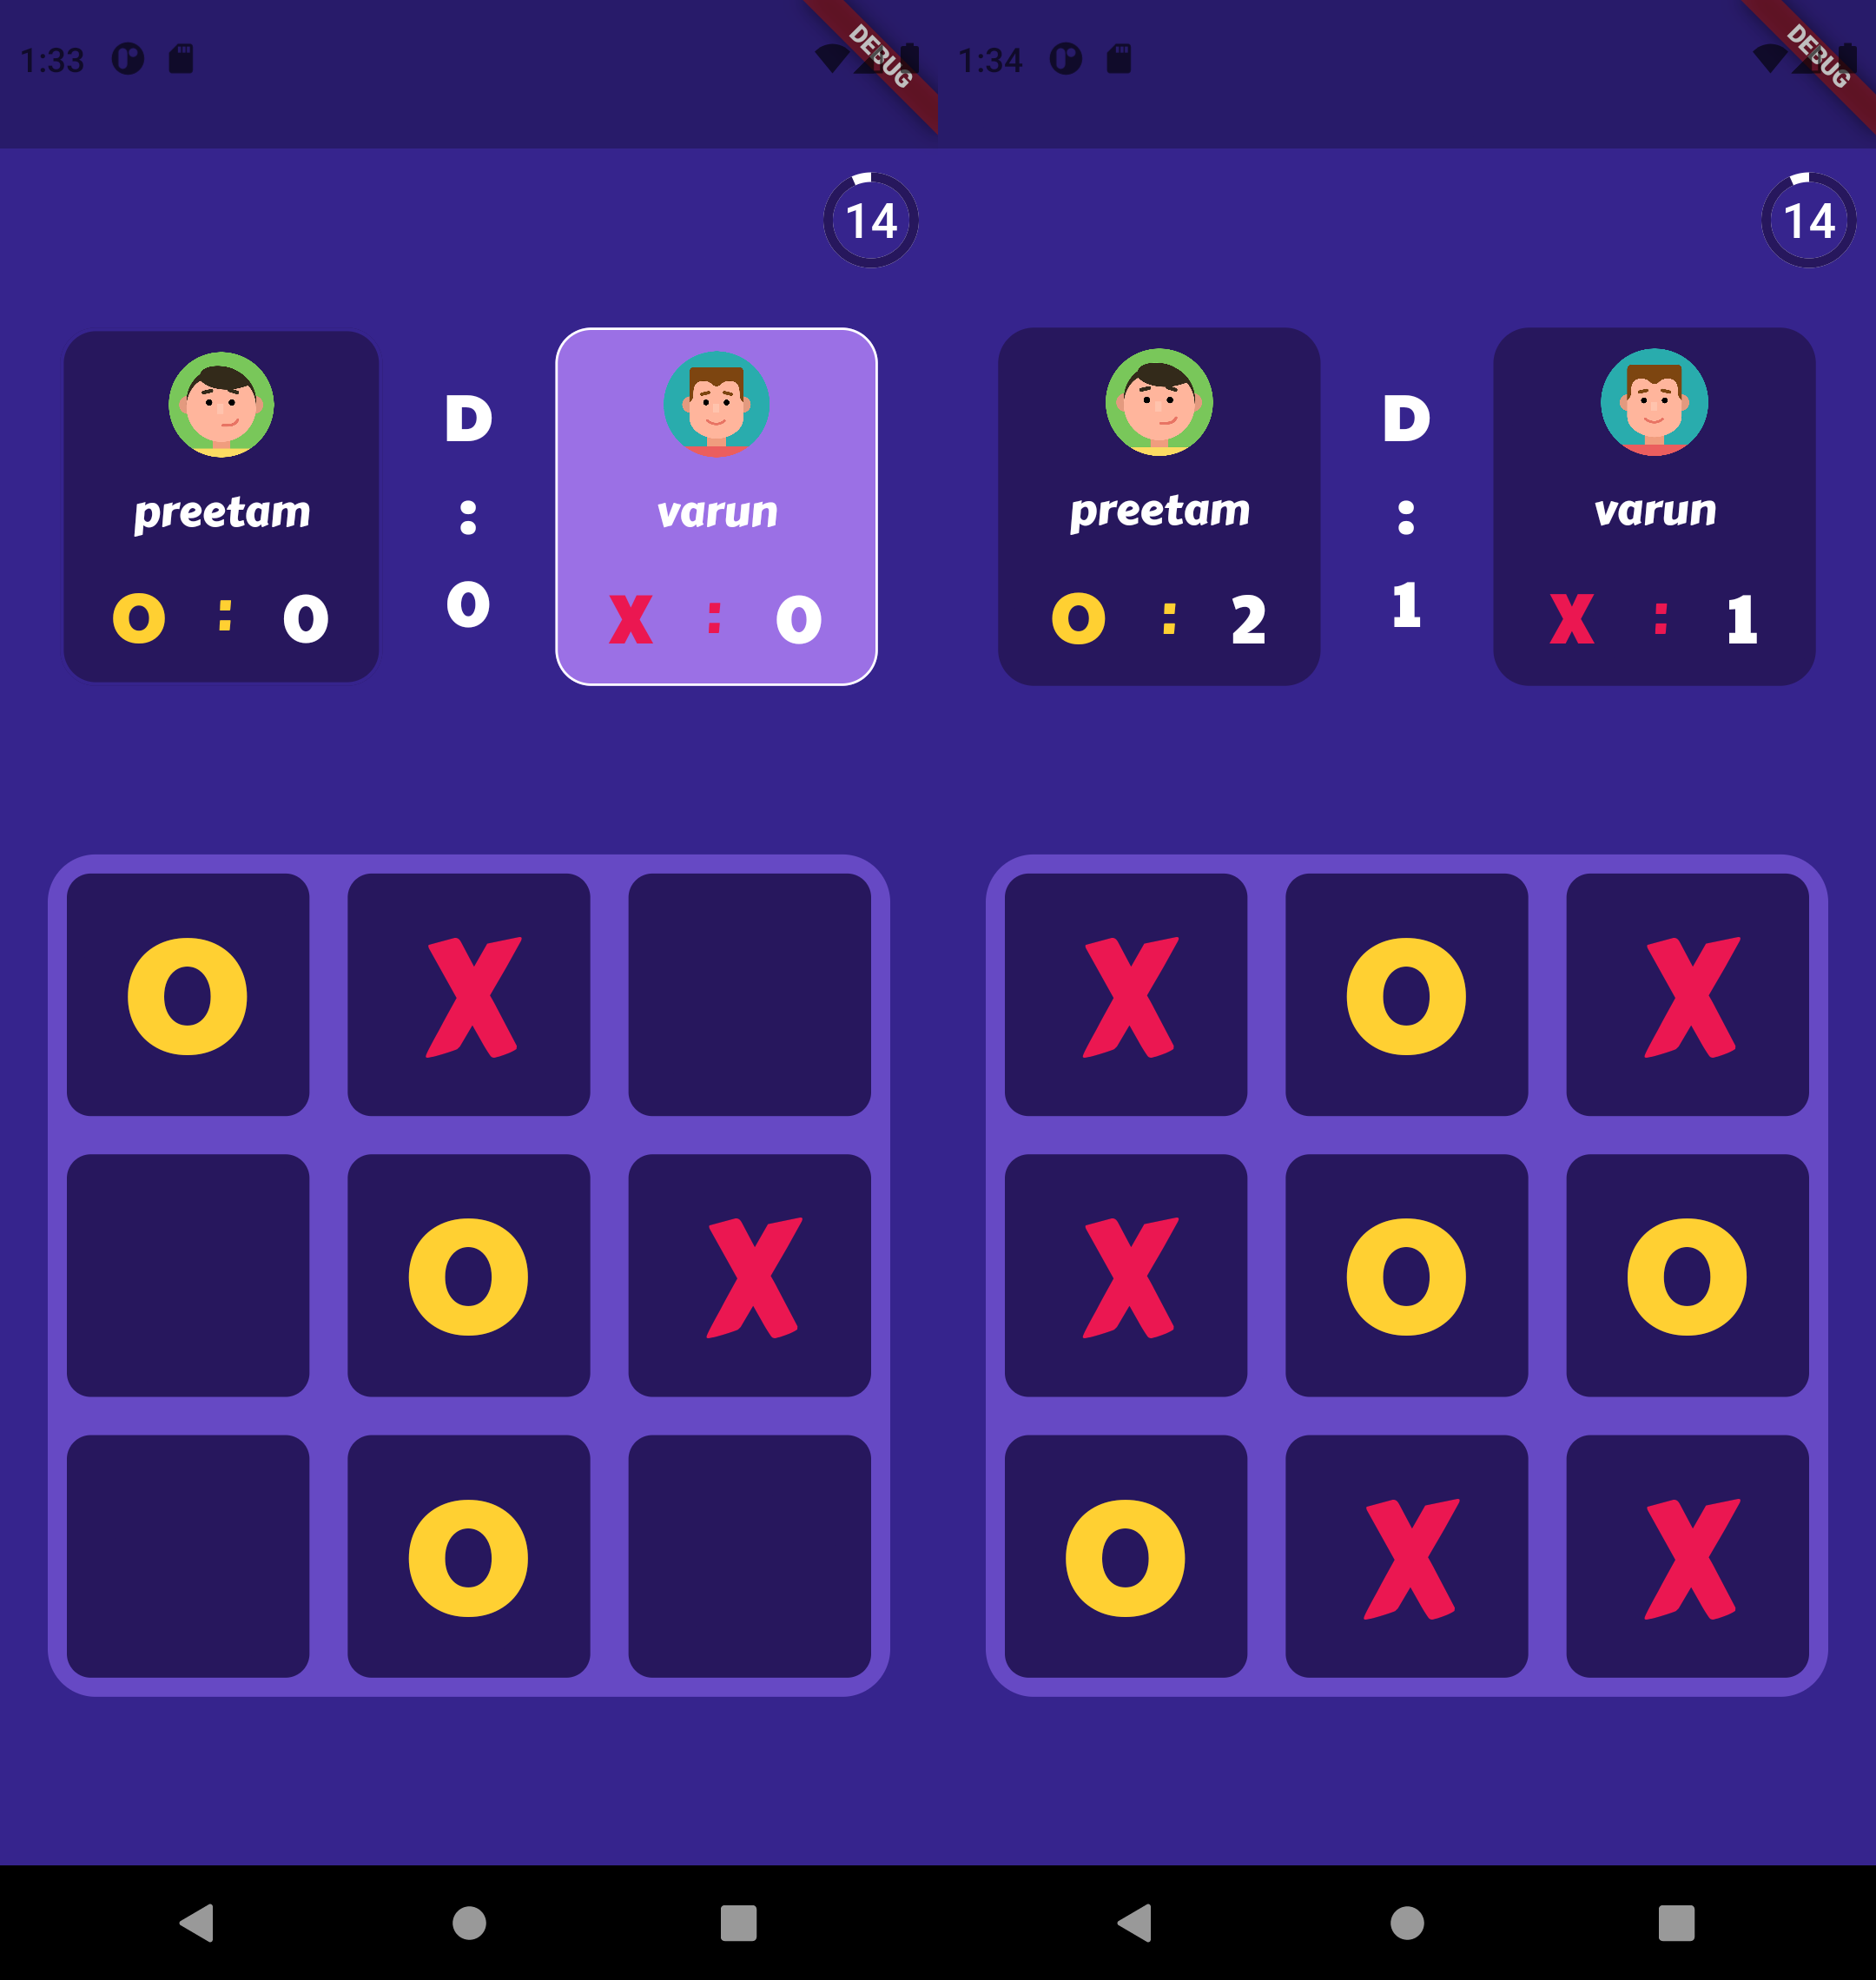 1:33
DEBUG
14
preetam
D
:
0
varun
O : 0
X : 0
O X
O X
O
1:34
DEBUG
14
preetam
D
:
1
varun
O : 2
X : 1
X O X
X O O
O X X